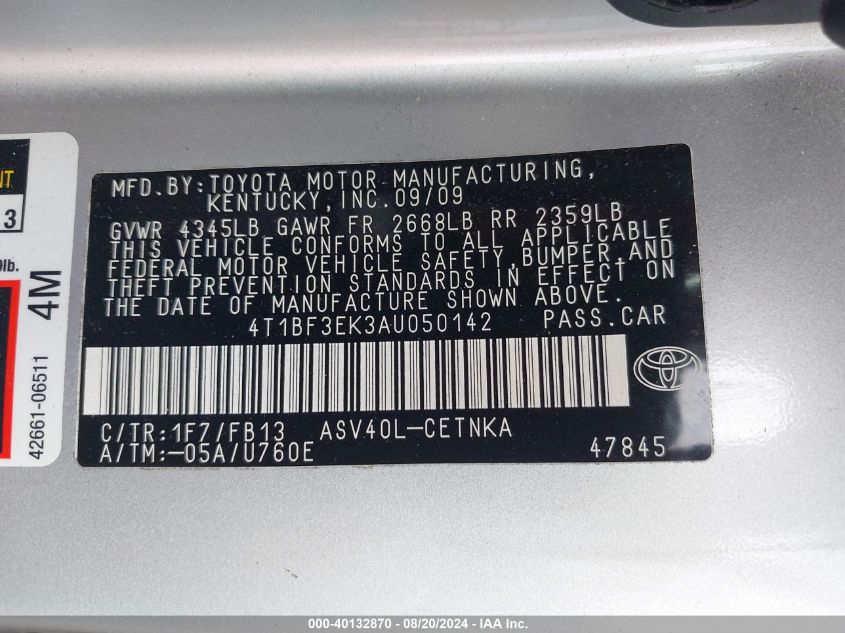 MFD.BY:TOYOTA MOTOR MANUFACTURING,
KENTUCKY, INC.09/09
GVWR 4345LB GAWR FR 2668LB RR 2359LB
THIS VEHICLE CONFORMS TO ALL APPLICABLE
FEDERAL MOTOR VEHICLE SAFETY,BUMPER,AND
THEFT PREVENTION STANDARDS IN EFFECT ON
THE DATE OF MANUFACTURE SHOWN ABOVE.
4T1BF3EK3AU050142 PASS.CAR
C/TR:1F7/FB13 ASV40L-CETNKA
A/TM:-05A/U760E 47845
NT
3
lb.
4M
42661-06511
000-40132870 - 08/20/2024 - IAA Inc.